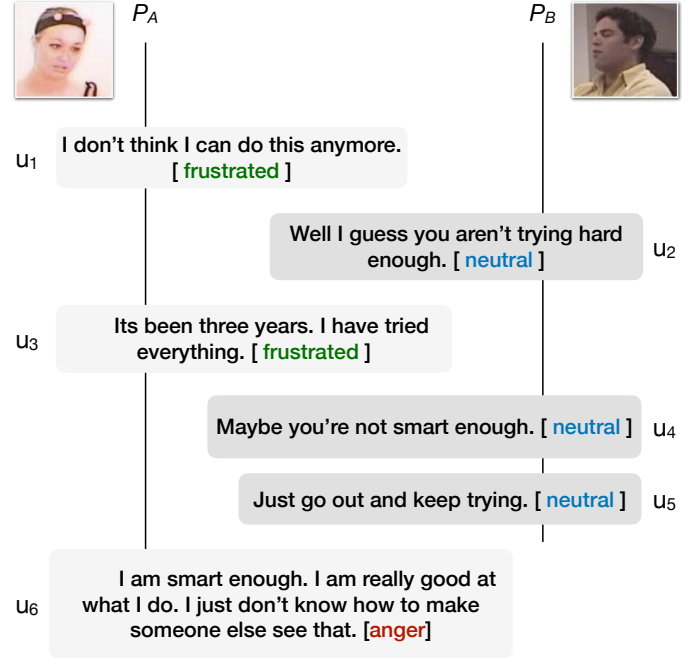 P_A
P_B
u₁
I don't think I can do this anymore.
[ frustrated ]
Well I guess you aren't trying hard
enough. [ neutral ]
u₂
u₃
Its been three years. I have tried
everything. [ frustrated ]
Maybe you're not smart enough. [ neutral ]
u₄
Just go out and keep trying. [ neutral ]
u₅
u₆
I am smart enough. I am really good at
what I do. I just don't know how to make
someone else see that. [anger]